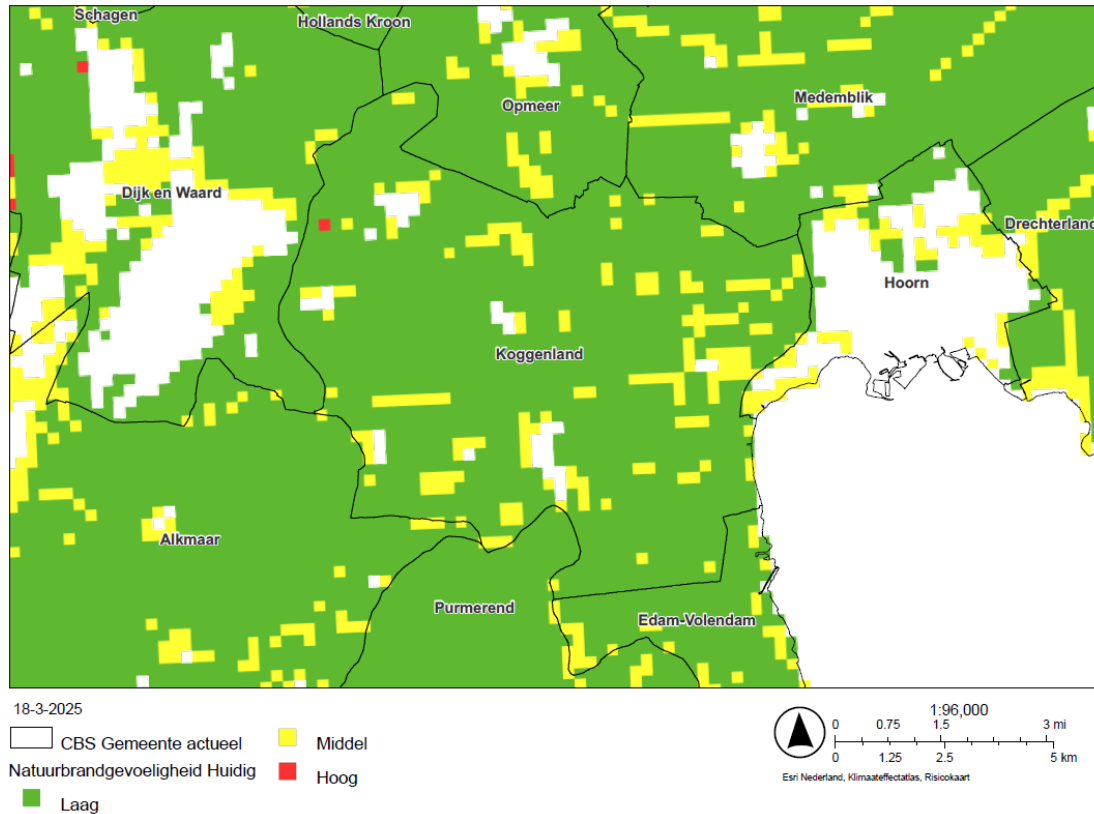 Schagen
Hollands Kroon
Opmeer
Medemblik
Dijk en Waard
Drechterland
Hoorn
Koggenland
Alkmaar
Purmerend
Edam-Volendam
18-3-2025
CBS Gemeente actueel
Natuurbrandgevoeligheid Huidig
Laag
Middel
Hoog
1:96,000
0 0.75 1.5 3 mi
0 1.25 2.5 5 km
Esri Nederland, Klimaateffectatlas, Risicokaart